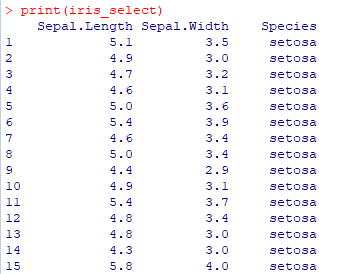 > print(iris_select)
Sepal.Length Sepal.Width Species
1 5.1 3.5 setosa
2 4.9 3.0 setosa
3 4.7 3.2 setosa
4 4.6 3.1 setosa
5 5.0 3.6 setosa
6 5.4 3.9 setosa
7 4.6 3.4 setosa
8 5.0 3.4 setosa
9 4.4 2.9 setosa
10 4.9 3.1 setosa
11 5.4 3.7 setosa
12 4.8 3.4 setosa
13 4.8 3.0 setosa
14 4.3 3.0 setosa
15 5.8 4.0 setosa